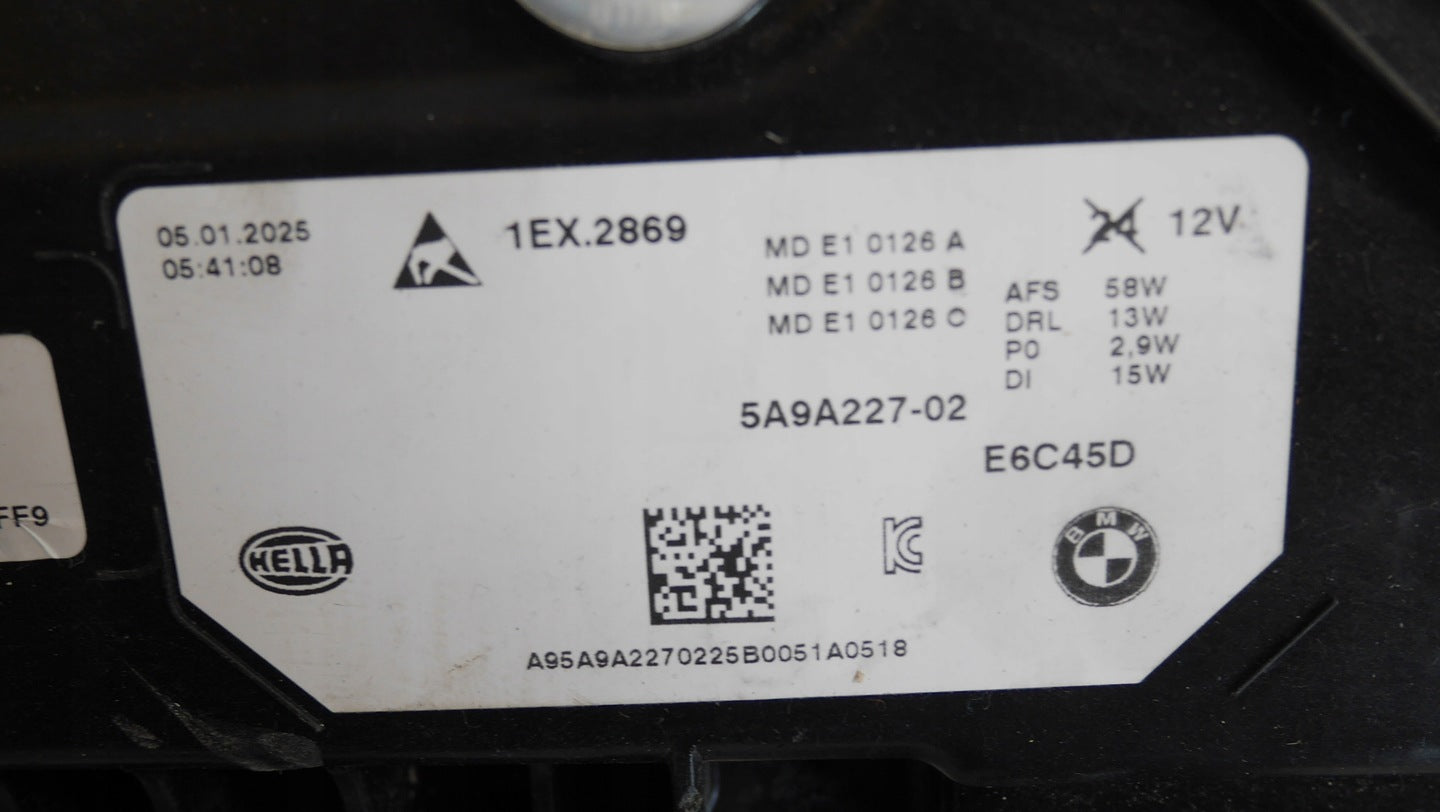 05.01.2025
05:41:08
1EX.2869
MD E1 0126 A
MD E1 0126 B
MD E1 0126 C
24 12V
AFS 58W
DRL 13W
P0 2,9W
DI 15W
5A9A227-02
E6C45D
FF9
HELLA
BMW
A95A9A2270225B0051A0518